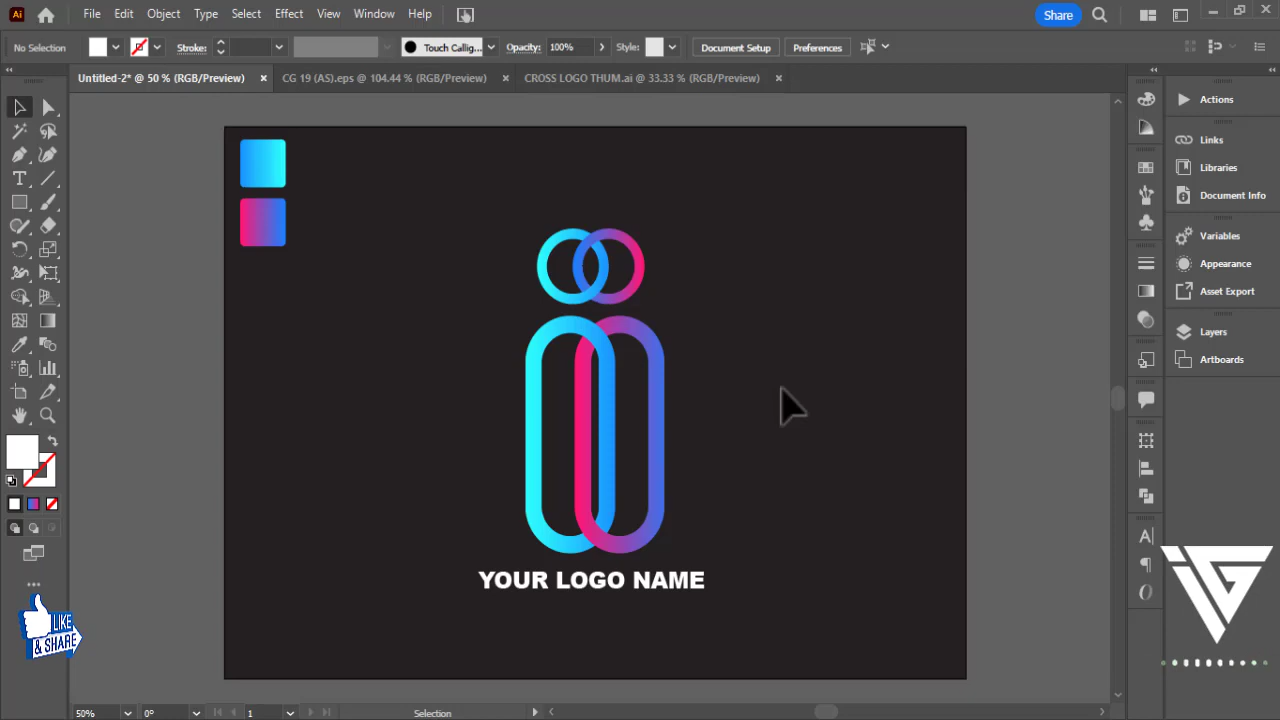 Ai
File Edit Object Type Select Effect View Window Help
Share
No Selection
Stroke:
Touch Callig...
Opacity: 100%
Style:
Document Setup
Preferences
Untitled-2* @ 50 % (RGB/Preview) ×
CG 19 (AS).eps @ 104.44 % (RGB/Preview) ×
CROSS LOGO THUM.ai @ 33.33 % (RGB/Preview) ×
Actions
Links
Libraries
Document Info
Variables
Appearance
Asset Export
Layers
Artboards
YOUR LOGO NAME
LIKE
& SHARE
50% 0° 1 Selection